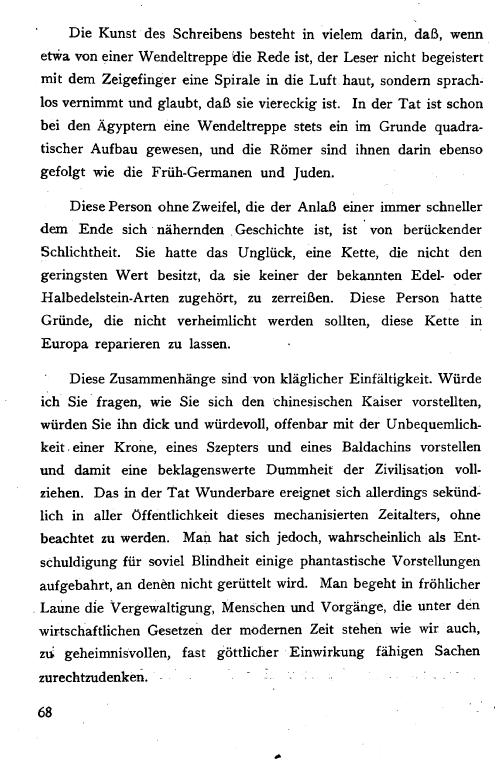 Die Kunst des Schreibens besteht in vielem darin, daß, wenn
etwa von einer Wendeltreppe die Rede ist, der Leser nicht begeistert
mit dem Zeigefinger eine Spirale in die Luft haut, sondern sprach-
los vernimmt und glaubt, daß sie viereckig ist. In der Tat ist schon
bei den Ägyptern eine Wendeltreppe stets ein im Grunde quadra-
tischer Aufbau gewesen, und die Römer sind ihnen darin ebenso
gefolgt wie die Früh-Germanen und Juden.
Diese Person ohne Zweifel, die der Anlaß einer immer schneller
dem Ende sich nähernden Geschichte ist, ist von berückender
Schlichtheit. Sie hatte das Unglück, eine Kette, die nicht den
geringsten Wert besitzt, da sie keiner der bekannten Edel- oder
Halbedelstein-Arten zugehört, zu zerreißen. Diese Person hatte
Gründe, die nicht verheimlicht werden sollten, diese Kette in
Europa reparieren zu lassen.
Diese Zusammenhänge sind von kläglicher Einfältigkeit. Würde
ich Sie fragen, wie Sie sich den chinesischen Kaiser vorstellten,
würden Sie ihn dick und würdevoll, offenbar mit der Unbequemlich-
keit einer Krone, eines Szepters und eines Baldachins vorstellen
und damit eine beklagenswerte Dummheit der Zivilisation voll-
ziehen. Das in der Tat Wunderbare ereignet sich allerdings sekünd-
lich in aller Öffentlichkeit dieses mechanisierten Zeitalters, ohne
beachtet zu werden. Man hat sich jedoch, wahrscheinlich als Ent-
schuldigung für soviel Blindheit einige phantastische Vorstellungen
aufgebahrt, an denen nicht gerüttelt wird. Man begeht in fröhlicher
Laune die Vergewaltigung, Menschen und Vorgänge, die unter den
wirtschaftlichen Gesetzen der modernen Zeit stehen wie wir auch,
zu geheimnisvollen, fast göttlicher Einwirkung fähigen Sachen
zurechtzudenken.
68